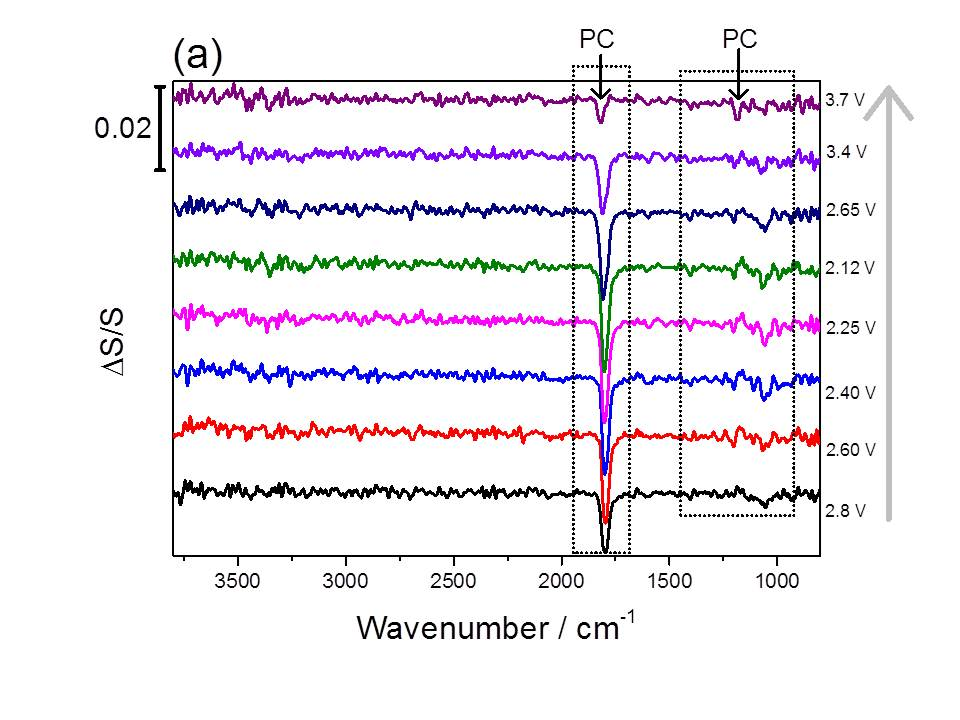 (a)
PC PC
0.02
3.7 V
3.4 V
2.65 V
2.12 V
2.25 V
2.40 V
2.60 V
2.8 V
ΔS/S
3500 3000 2500 2000 1500 1000
Wavenumber / cm⁻¹